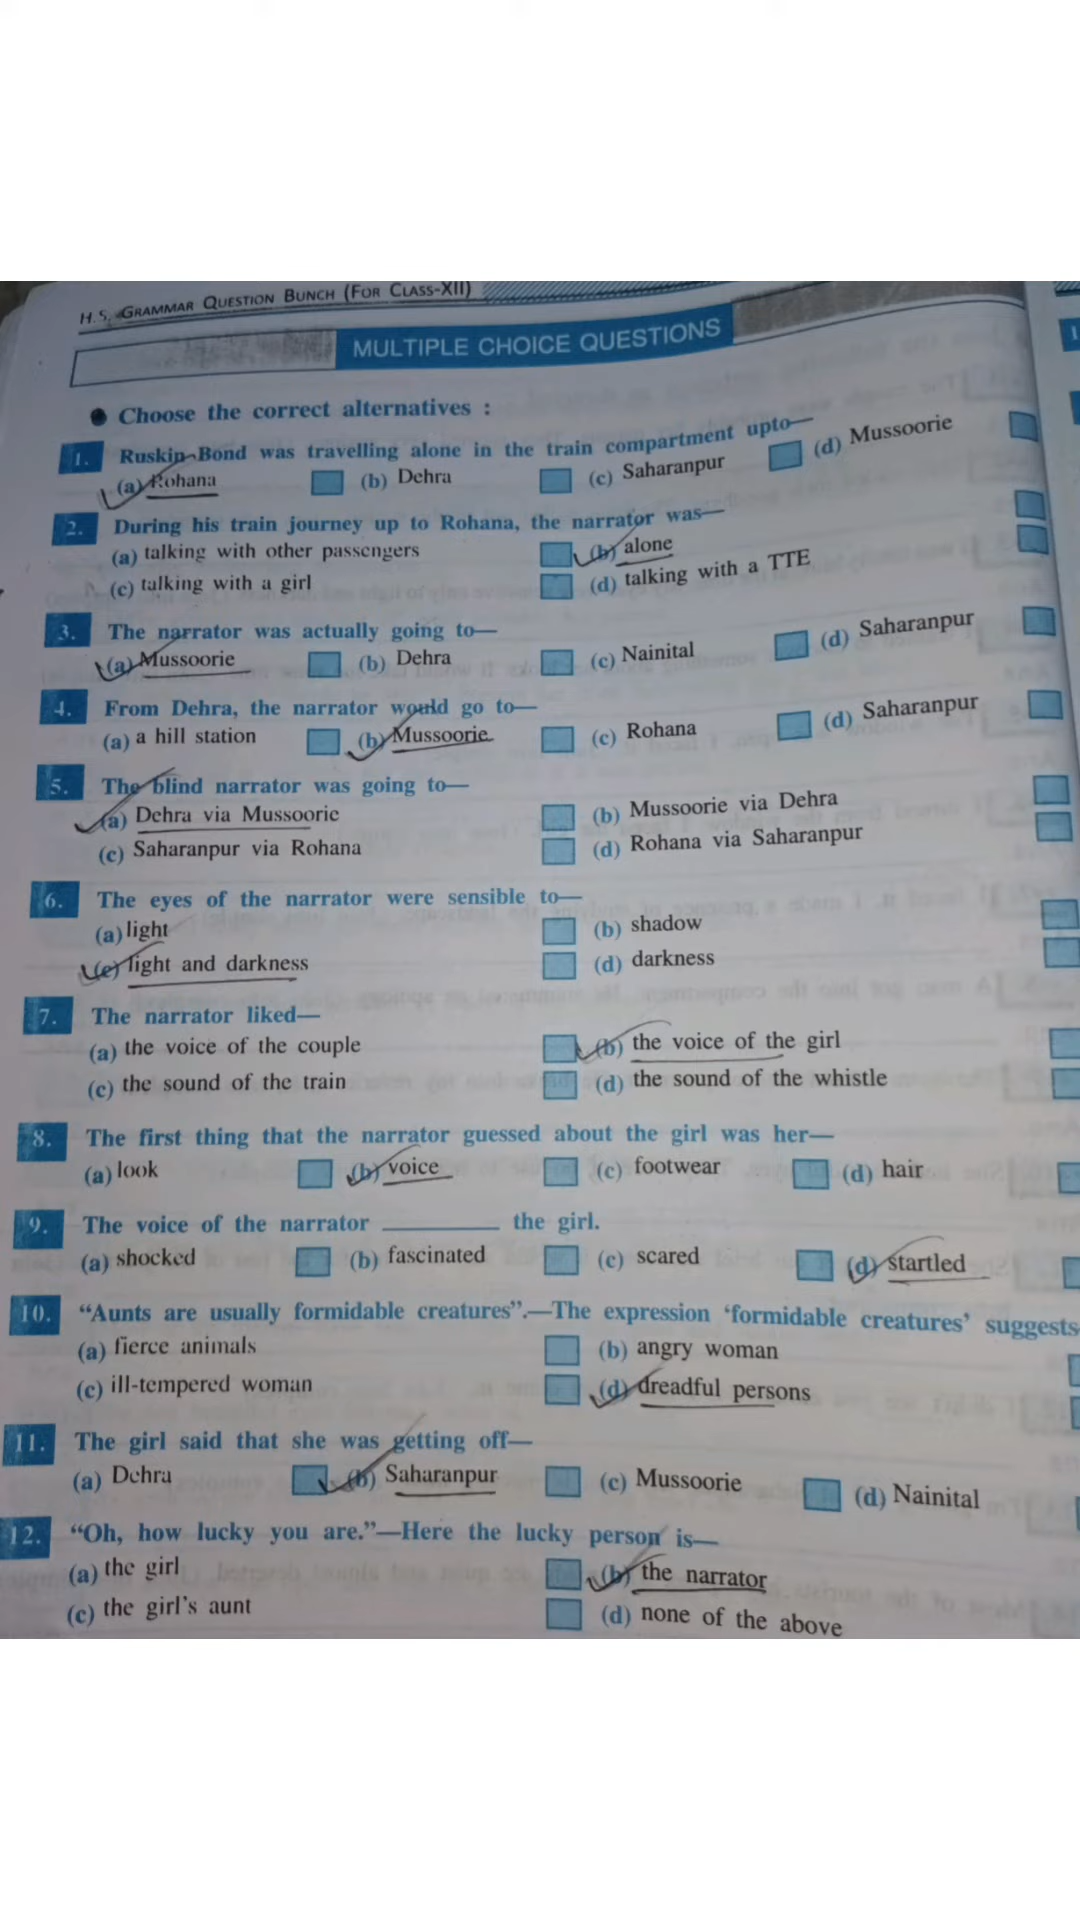 H.S. GRAMMAR QUESTION BUNCH (FOR CLASS-XII)
MULTIPLE CHOICE QUESTIONS
Choose the correct alternatives :
1. Ruskin Bond was travelling alone in the train compartment upto—
(a) Rohana (b) Dehra (c) Saharanpur (d) Mussoorie
2. During his train journey up to Rohana, the narrator was—
(a) talking with other passengers (b) alone
(c) talking with a girl (d) talking with a TTE
3. The narrator was actually going to—
(a) Mussoorie (b) Dehra (c) Nainital (d) Saharanpur
4. From Dehra, the narrator would go to—
(a) a hill station (b) Mussoorie (c) Rohana (d) Saharanpur
5. The blind narrator was going to—
(a) Dehra via Mussoorie (b) Mussoorie via Dehra
(c) Saharanpur via Rohana (d) Rohana via Saharanpur
6. The eyes of the narrator were sensible to—
(a) light (b) shadow
(c) light and darkness (d) darkness
7. The narrator liked—
(a) the voice of the couple (b) the voice of the girl
(c) the sound of the train (d) the sound of the whistle
8. The first thing that the narrator guessed about the girl was her—
(a) look (b) voice (c) footwear (d) hair
9. The voice of the narrator ________ the girl.
(a) shocked (b) fascinated (c) scared (d) startled
10. “Aunts are usually formidable creatures”.—The expression ‘formidable creatures’ suggests
(a) fierce animals (b) angry woman
(c) ill-tempered woman (d) dreadful persons
11. The girl said that she was getting off—
(a) Dehra (b) Saharanpur (c) Mussoorie (d) Nainital
12. “Oh, how lucky you are.”—Here the lucky person is—
(a) the girl (b) the narrator
(c) the girl’s aunt (d) none of the above